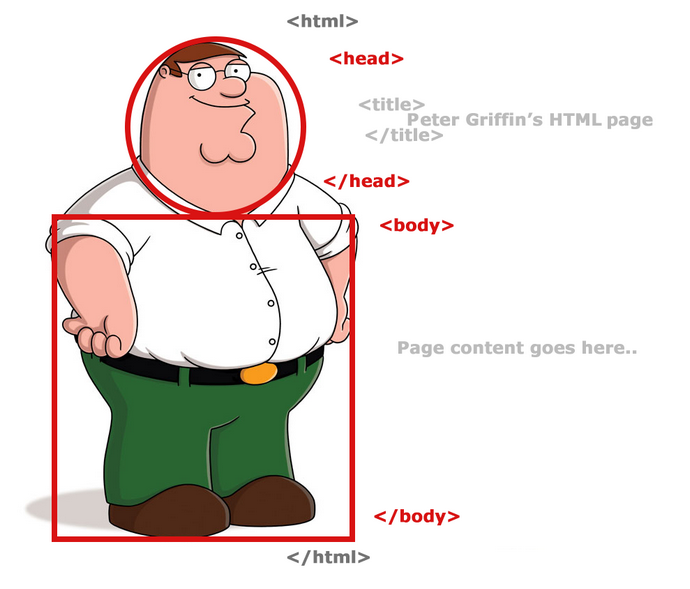 <html>
<head>
<title>
Peter Griffin’s HTML page
</title>
</head>
<body>
Page content goes here..
</body>
</html>